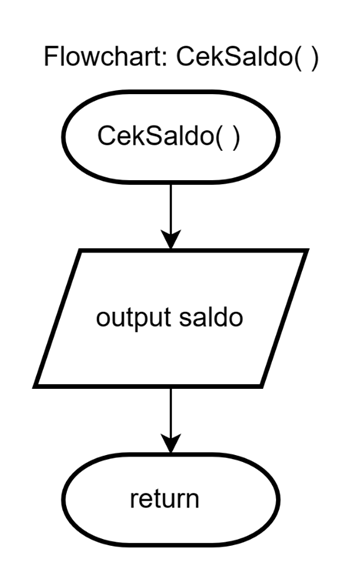 Flowchart: CekSaldo( )
CekSaldo( )
output saldo
return